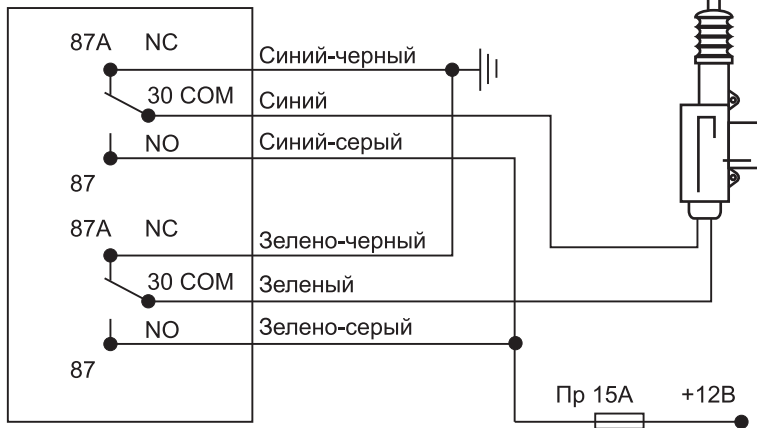 87A NC
Синий-черный
30 COM
Синий
NO
Синий-серый
87
87A NC
Зелено-черный
30 COM
Зеленый
NO
Зелено-серый
87
Пр 15А +12В